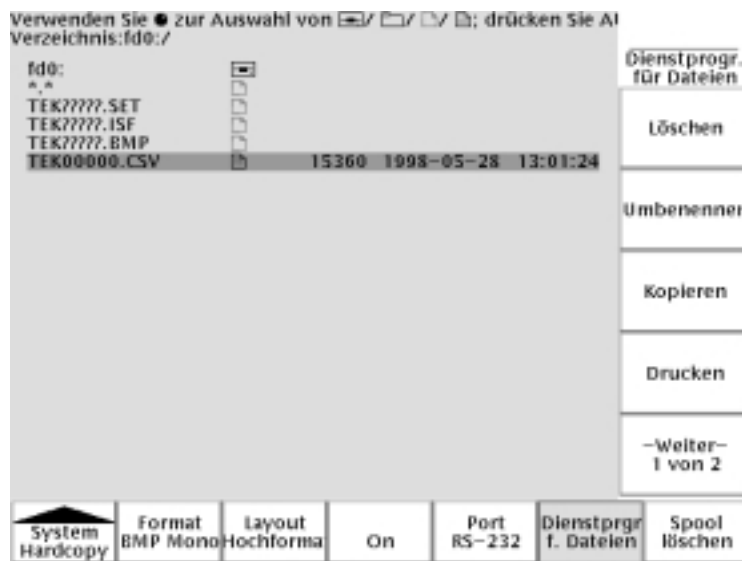 Verwenden Sie ● zur Auswahl von / / / ; drücken Sie A
Verzeichnis:fd0:/
fd0:
*.*
TEK?????.SET
TEK?????.ISF
TEK?????.BMP
TEK00000.CSV 15360 1998-05-28 13:01:24
Dienstprogr.
für Dateien
Löschen
Umbenenner
Kopieren
Drucken
-Weiter-
1 von 2
System
Hardcopy
Format
BMP Mono
Layout
Hochforma
On
Port
RS-232
Dienstprgr
f. Dateien
Spool
löschen